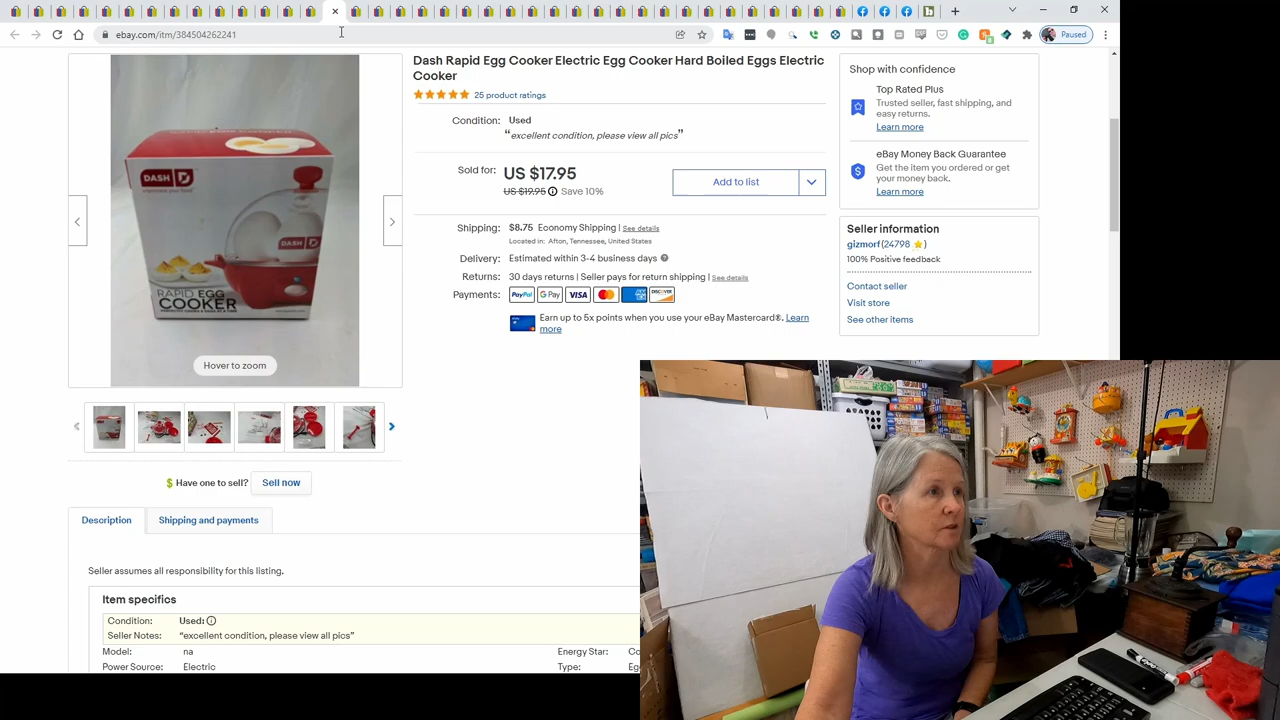 ebay.com/itm/384504262241
Paused
Dash Rapid Egg Cooker Electric Egg Cooker Hard Boiled Eggs Electric
Cooker
25 product ratings
Condition: Used
“excellent condition, please view all pics”
Sold for: US $17.95
US $19.95 Save 10%
Add to list
Shipping: $8.75 Economy Shipping | See details
Located in: Afton, Tennessee, United States
Delivery: Estimated within 3-4 business days
Returns: 30 days returns | Seller pays for return shipping | See details
Payments: PayPal G Pay VISA DISCOVER
Earn up to 5x points when you use your eBay Mastercard®. Learn
more
Shop with confidence
Top Rated Plus
Trusted seller, fast shipping, and
easy returns.
Learn more
eBay Money Back Guarantee
Get the item you ordered or get
your money back.
Learn more
Seller information
gizmorf (24798)
100% Positive feedback
Contact seller
Visit store
See other items
DASH
DASH
RAPID EGG
COOKER
Hover to zoom
$ Have one to sell? Sell now
Description
Shipping and payments
Seller assumes all responsibility for this listing.
Item specifics
Condition: Used:
Seller Notes: “excellent condition, please view all pics”
Model: na
Energy Star:
Power Source: Electric
Type: